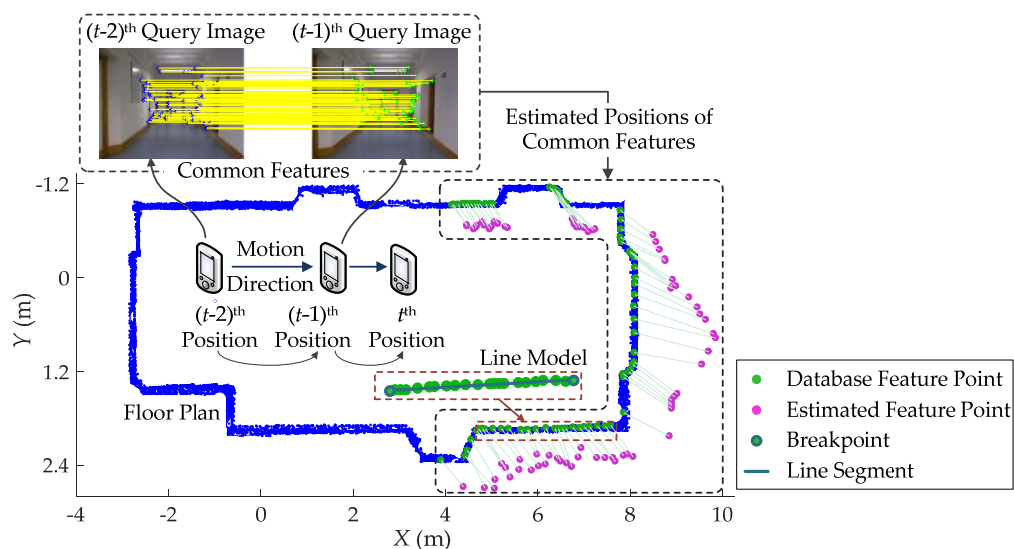 (t-2)th Query Image
(t-1)th Query Image
Common Features
Estimated Positions of
Common Features
-1.2
0
1.2
2.4
Y (m)
Motion
Direction
(t-2)th
Position
(t-1)th
Position
tth
Position
Line Model
Floor Plan
Database Feature Point
Estimated Feature Point
Breakpoint
Line Segment
-4
-2
0
2
4
6
8
10
X (m)